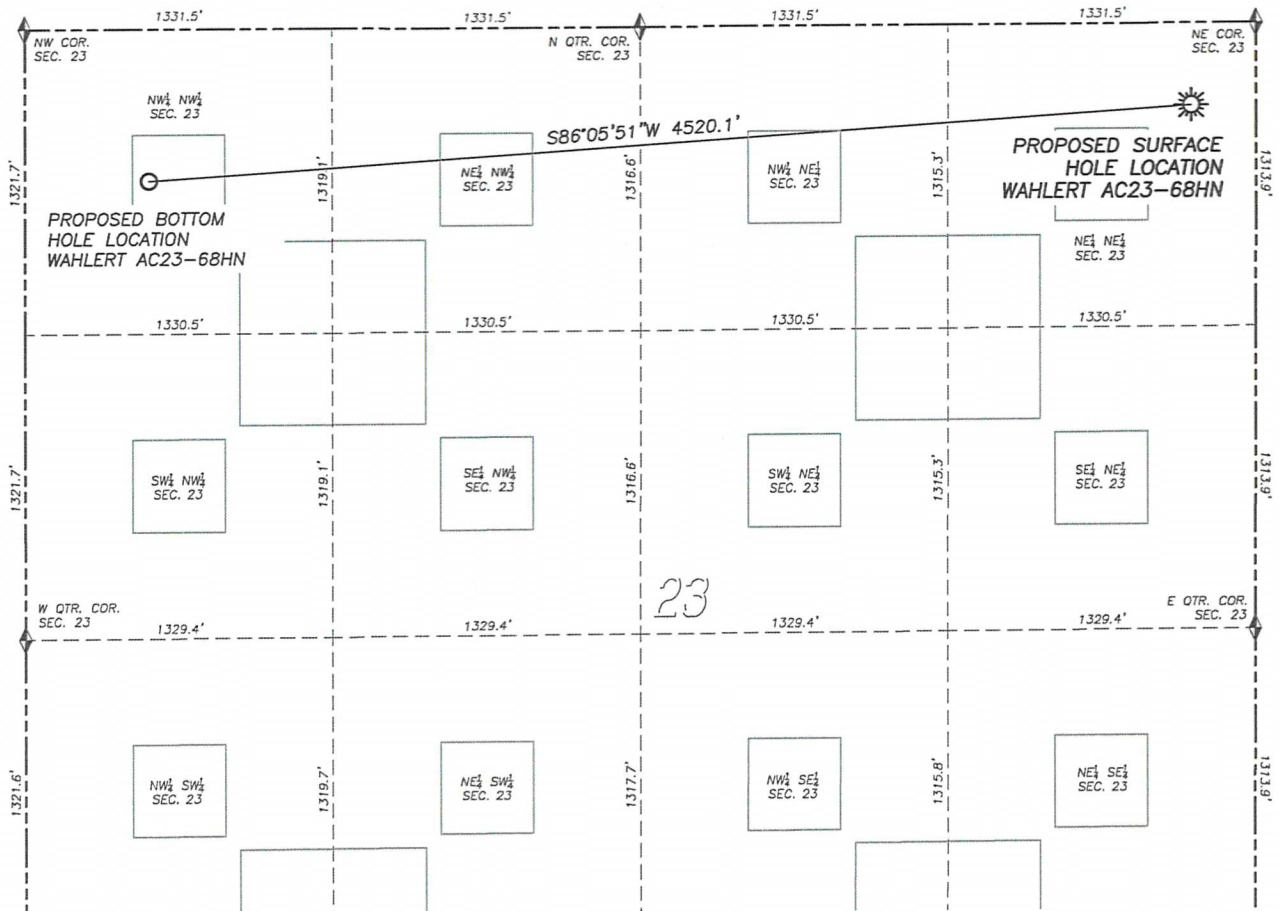 1331.5' 1331.5' 1331.5' 1331.5'
NW COR.
SEC. 23
N QTR. COR.
SEC. 23
NE COR.
SEC. 23
NW¼ NW¼
SEC. 23
S86°05'51"W 4520.1'
PROPOSED SURFACE
HOLE LOCATION
WAHLERT AC23-68HN
1321.7'
1319.1'
NE¼ NW¼
SEC. 23
1316.6'
NW¼ NE¼
SEC. 23
1315.3'
1313.9'
PROPOSED BOTTOM
HOLE LOCATION
WAHLERT AC23-68HN
NE¼ NE¼
SEC. 23
1330.5' 1330.5' 1330.5' 1330.5'
1321.7'
SW¼ NW¼
SEC. 23
1319.1'
SE¼ NW¼
SEC. 23
1316.6'
SW¼ NE¼
SEC. 23
1315.3'
SE¼ NE¼
SEC. 23
1313.9'
23
W QTR. COR.
SEC. 23
E QTR. COR.
SEC. 23
1329.4' 1329.4' 1329.4' 1329.4'
1321.6'
NW¼ SW¼
SEC. 23
1319.7'
NE¼ SW¼
SEC. 23
1317.7'
NW¼ SE¼
SEC. 23
1315.8'
NE¼ SE¼
SEC. 23
1313.9'